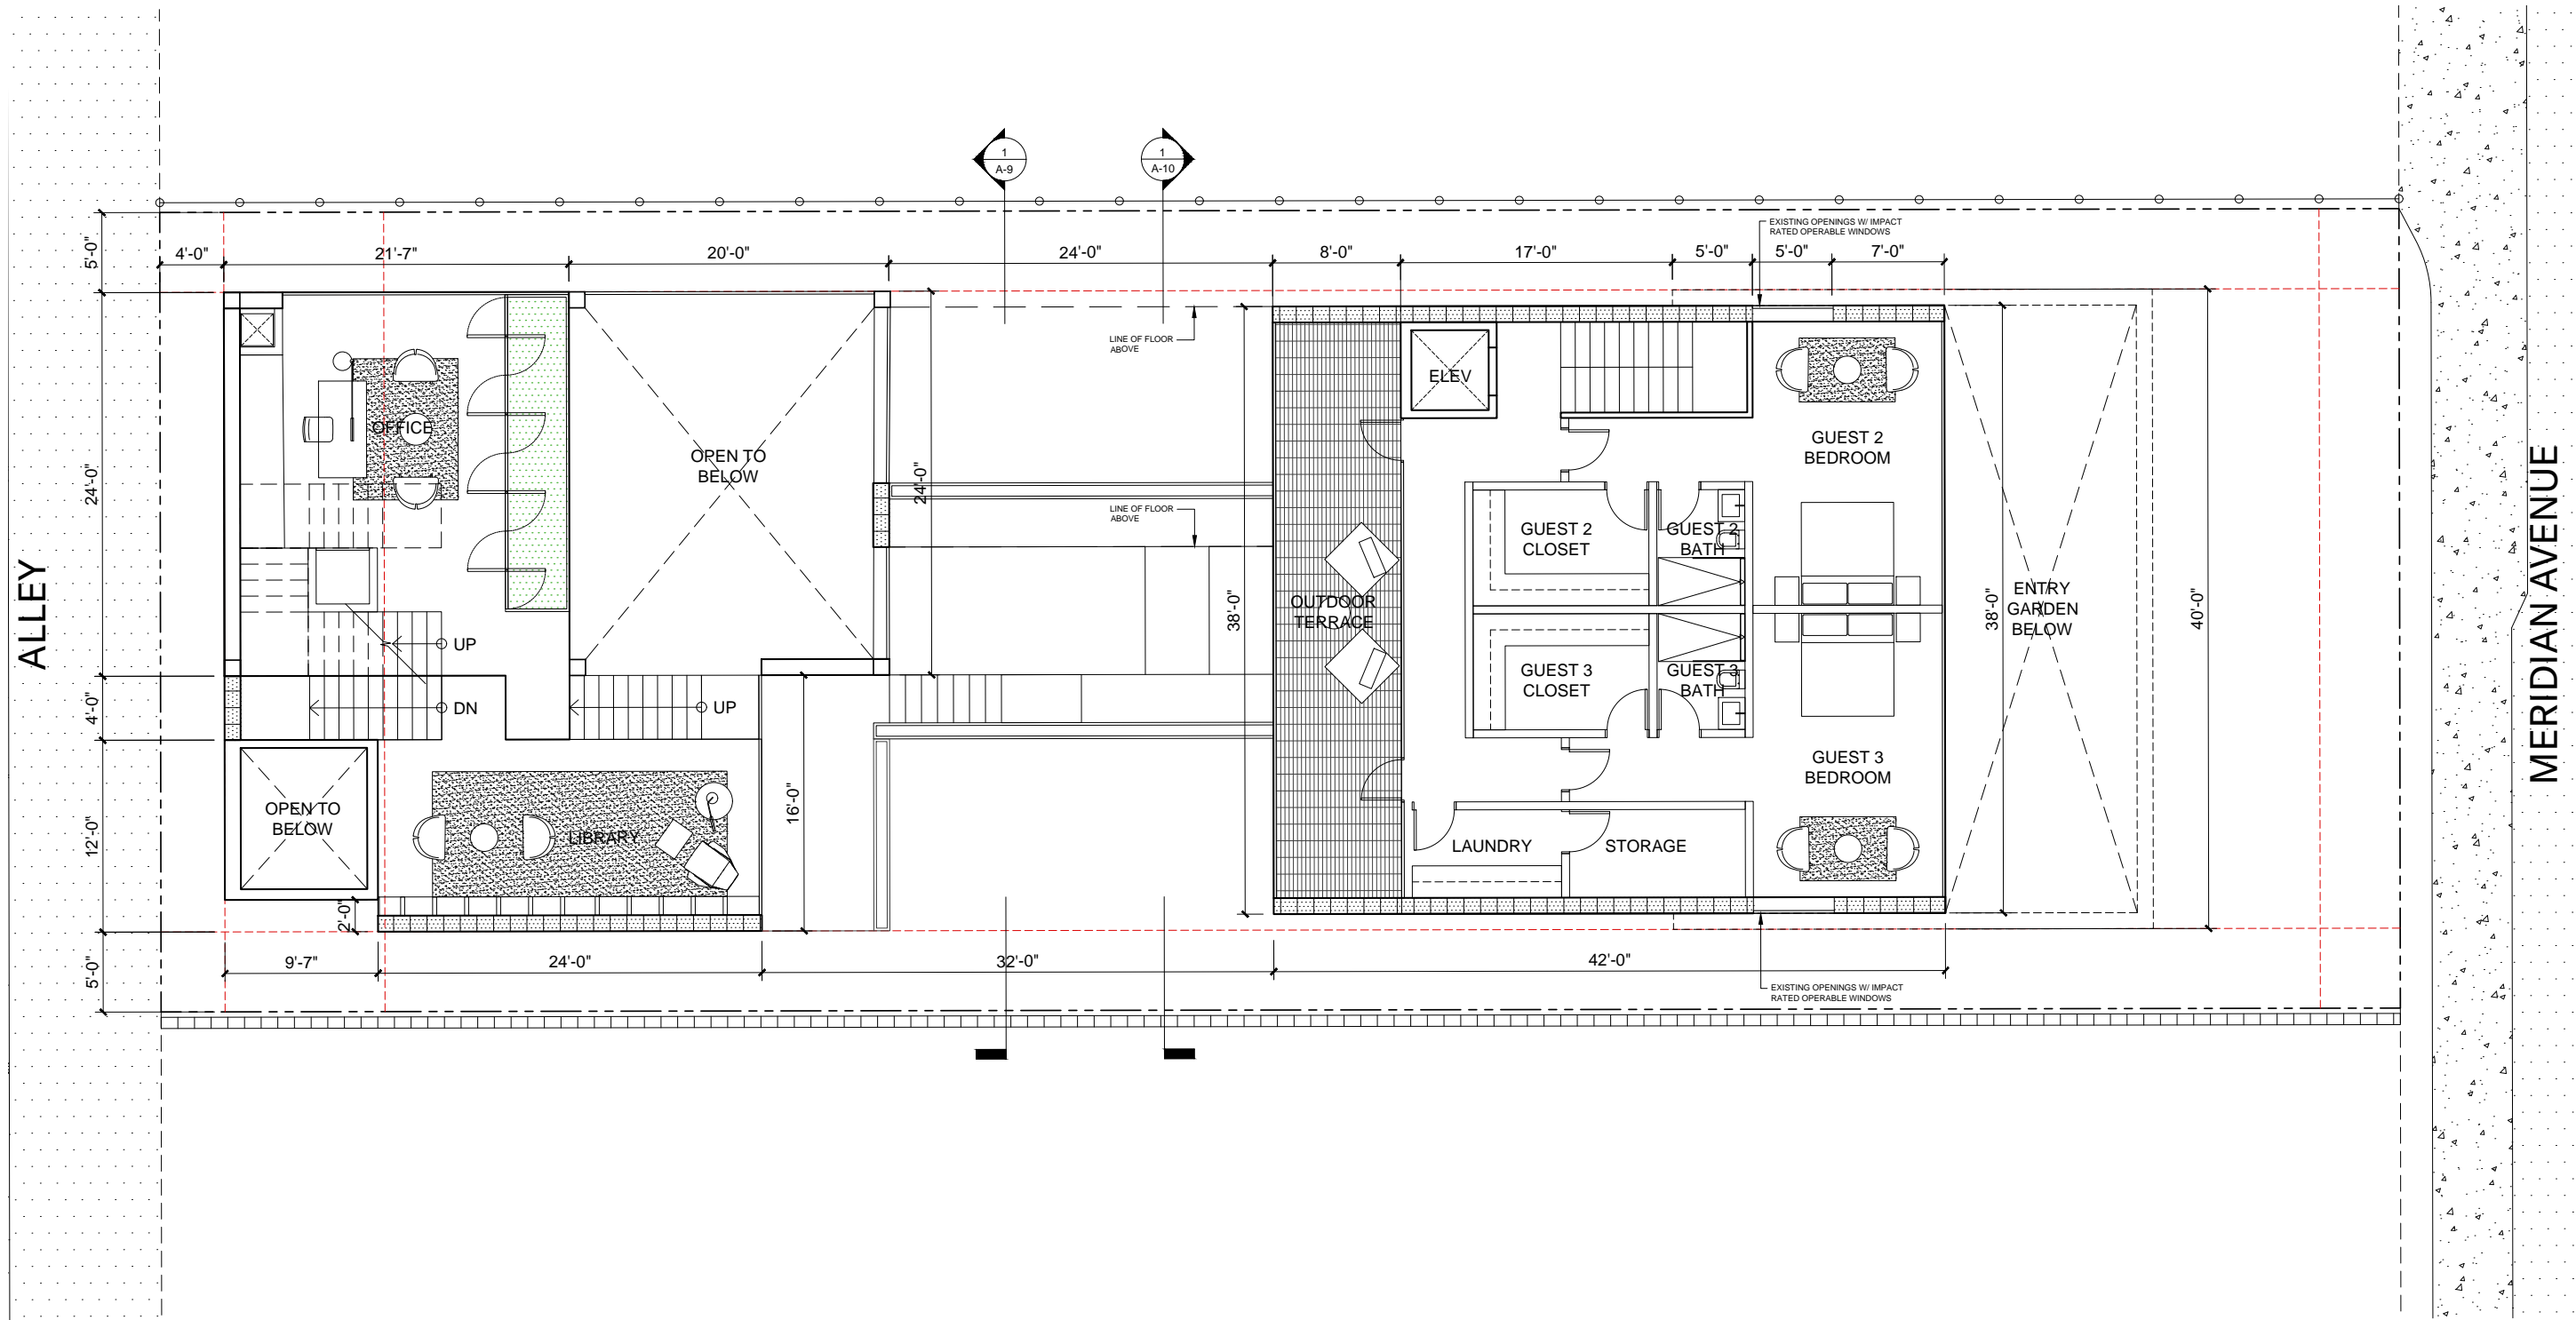 1
A-9
1
A-10
EXISTING OPENINGS W/ IMPACT
RATED OPERABLE WINDOWS
5'-0"
4'-0"
21'-7"
20'-0"
24'-0"
8'-0"
17'-0"
5'-0"
5'-0"
7'-0"
LINE OF FLOOR
ABOVE
ELEV
OFFICE
GUEST 2
BEDROOM
OPEN TO
BELOW
24'-0"
24'-0"
LINE OF FLOOR
ABOVE
GUEST 2
CLOSET
GUEST 2
BATH
ALLEY
OUTDOOR
TERRACE
38'-0"
38'-0"
ENTRY
GARDEN
BELOW
40'-0"
MERIDIAN AVENUE
UP
GUEST 3
CLOSET
GUEST 3
BATH
4'-0"
DN
UP
GUEST 3
BEDROOM
OPEN TO
BELOW
12'-0"
LIBRARY
16'-0"
LAUNDRY
STORAGE
2'-0"
5'-0"
9'-7"
24'-0"
32'-0"
42'-0"
EXISTING OPENINGS W/ IMPACT
RATED OPERABLE WINDOWS